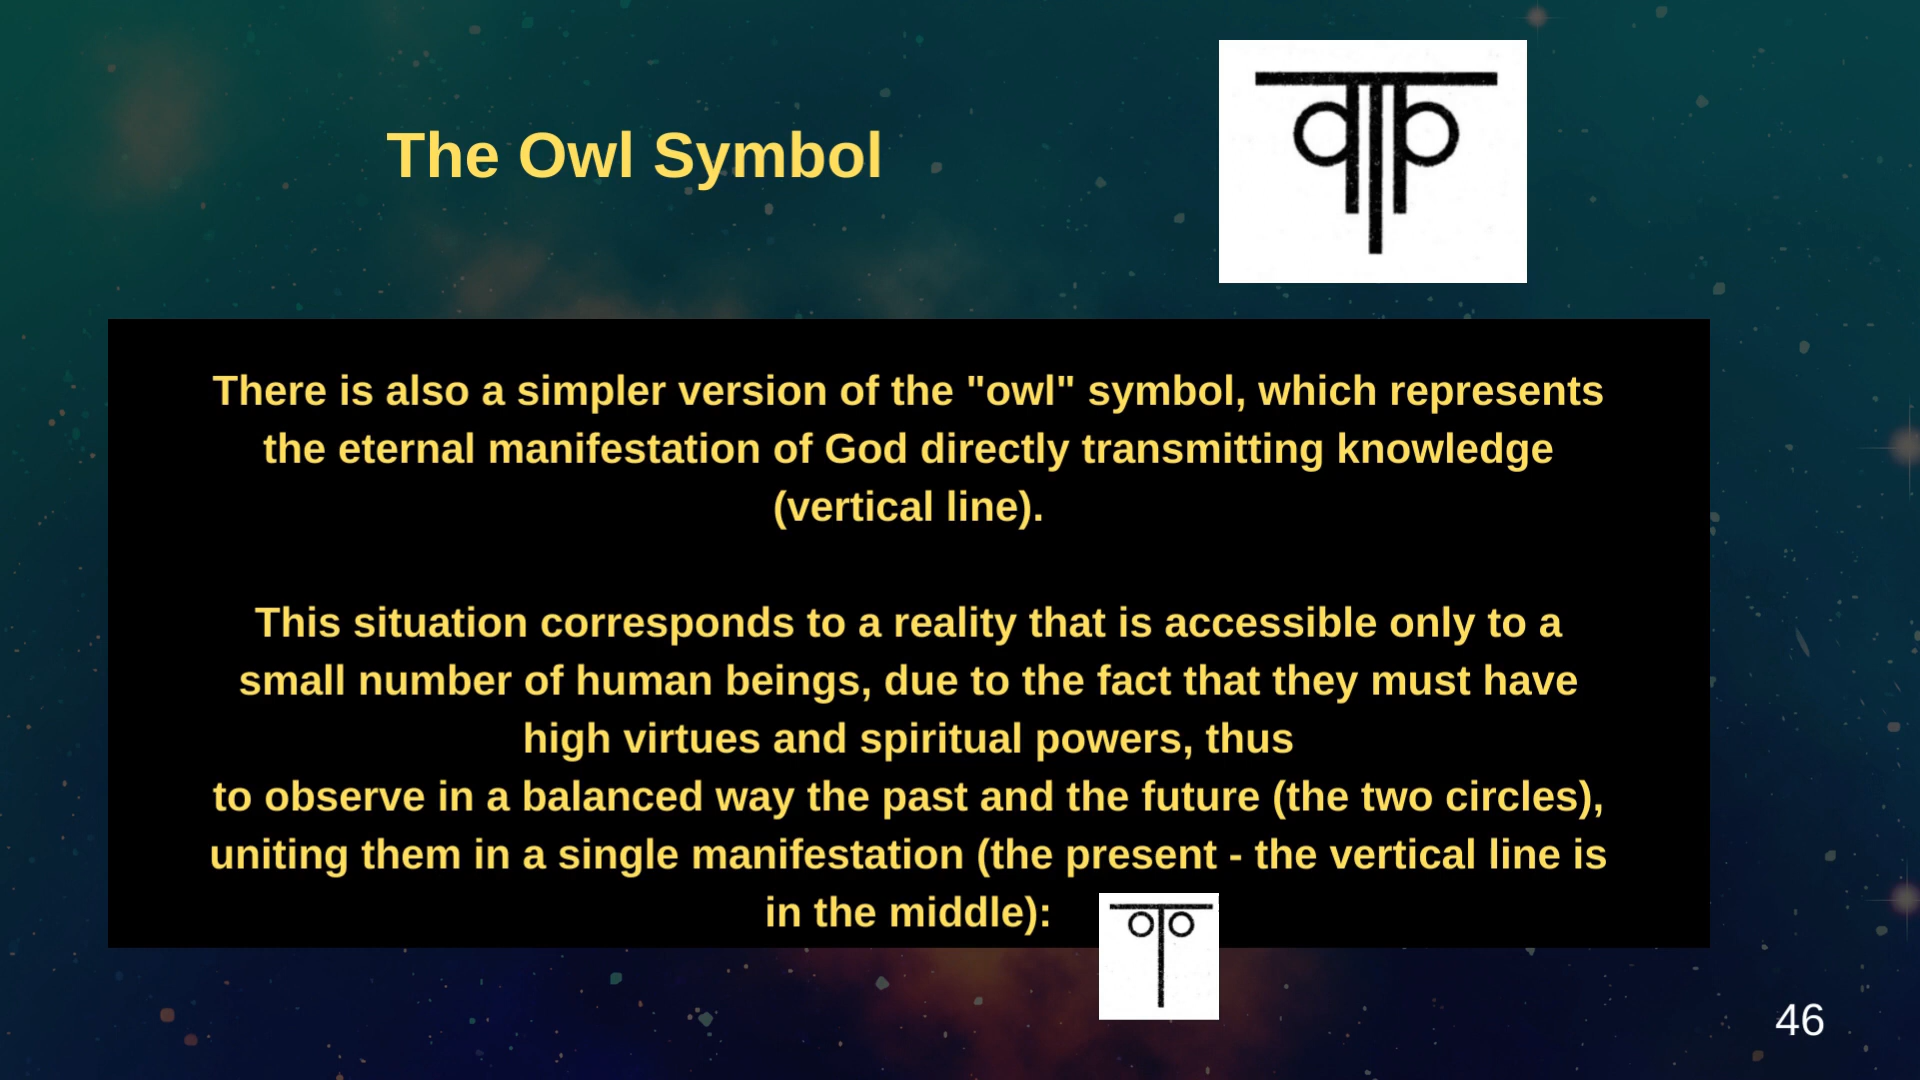 The Owl Symbol
There is also a simpler version of the "owl" symbol, which represents
the eternal manifestation of God directly transmitting knowledge
(vertical line).
This situation corresponds to a reality that is accessible only to a
small number of human beings, due to the fact that they must have
high virtues and spiritual powers, thus
to observe in a balanced way the past and the future (the two circles),
uniting them in a single manifestation (the present - the vertical line is
in the middle):
46